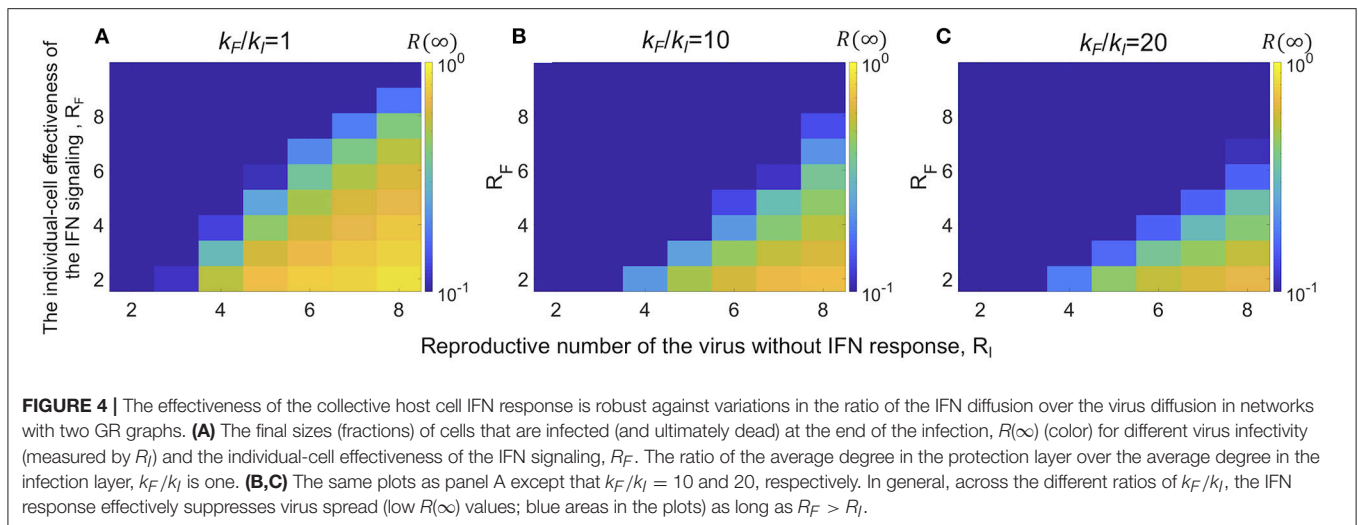 A
k_F/k_I=1
R(∞)
10^0
10^-1
The individual-cell effectiveness of
the IFN signaling , R_F
8
6
4
2
2
4
6
8
B
k_F/k_I=10
R(∞)
10^0
10^-1
R_F
8
6
4
2
2
4
6
8
C
k_F/k_I=20
R(∞)
10^0
10^-1
R_F
8
6
4
2
2
4
6
8
Reproductive number of the virus without IFN response, R_I
FIGURE 4 | The effectiveness of the collective host cell IFN response is robust against variations in the ratio of the IFN diffusion over the virus diffusion in networks
with two GR graphs. (A) The final sizes (fractions) of cells that are infected (and ultimately dead) at the end of the infection, R(∞) (color) for different virus infectivity
(measured by R_I) and the individual-cell effectiveness of the IFN signaling, R_F. The ratio of the average degree in the protection layer over the average degree in the
infection layer, k_F/k_I is one. (B,C) The same plots as panel A except that k_F/k_I = 10 and 20, respectively. In general, across the different ratios of k_F/k_I, the IFN
response effectively suppresses virus spread (low R(∞) values; blue areas in the plots) as long as R_F > R_I.